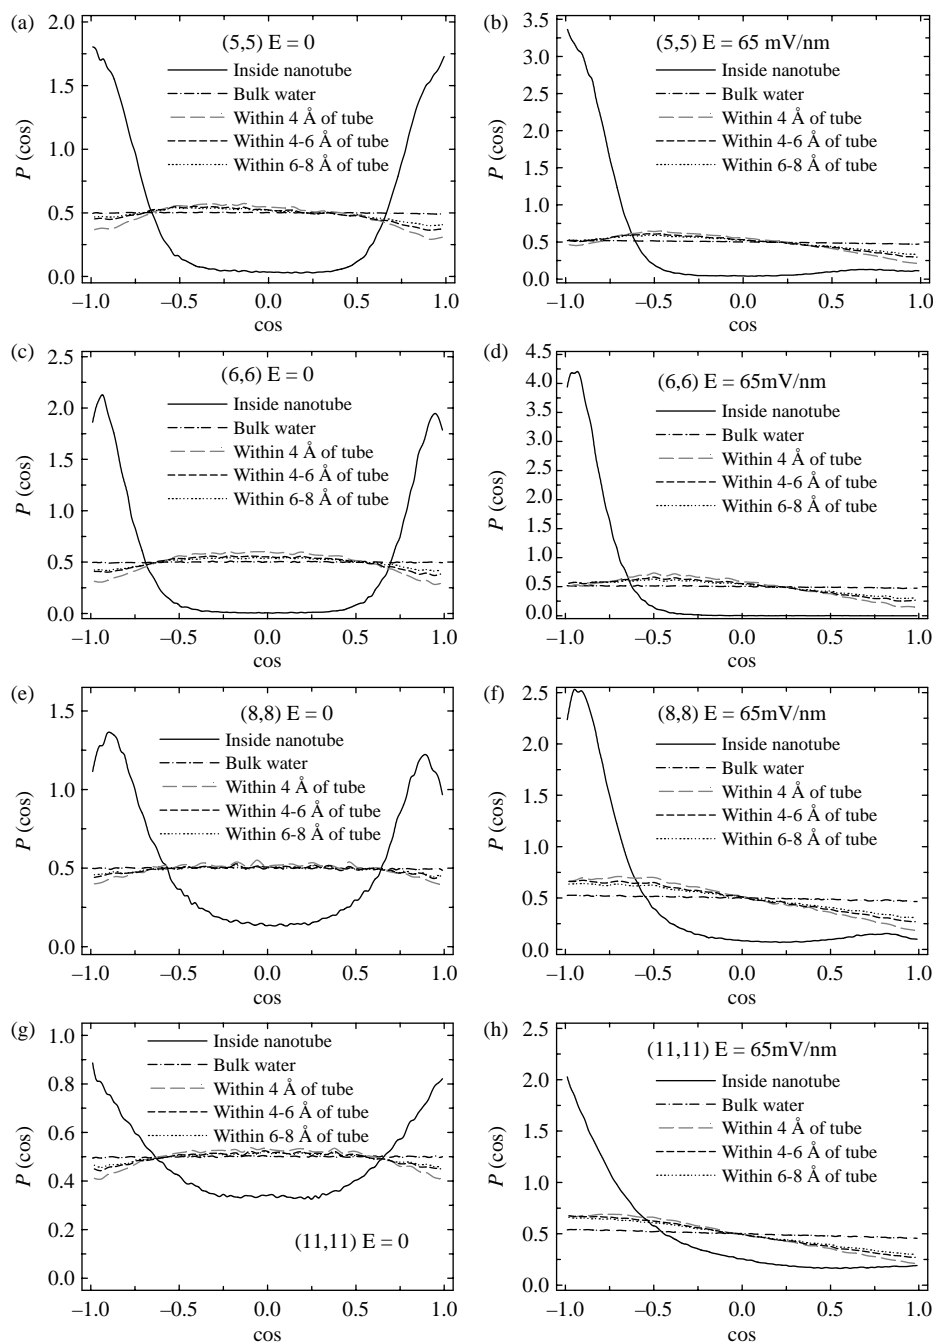 (a)
2.0
1.5
1.0
0.5
0.0
P (cos)
(5,5) E = 0
Inside nanotube
Bulk water
Within 4 Å of tube
Within 4-6 Å of tube
Within 6-8 Å of tube
−1.0 −0.5 0.0 0.5 1.0
cos
(b)
3.5
3.0
2.5
2.0
1.5
1.0
0.5
0.0
P (cos)
(5,5) E = 65 mV/nm
Inside nanotube
Bulk water
Within 4 Å of tube
Within 4-6 Å of tube
Within 6-8 Å of tube
−1.0 −0.5 0.0 0.5 1.0
cos
(c)
2.5
2.0
1.5
1.0
0.5
0.0
P (cos)
(6,6) E = 0
Inside nanotube
Bulk water
Within 4 Å of tube
Within 4-6 Å of tube
Within 6-8 Å of tube
−1.0 −0.5 0.0 0.5 1.0
cos
(d)
4.5
4.0
3.5
3.0
2.5
2.0
1.5
1.0
0.5
0.0
P (cos)
(6,6) E = 65mV/nm
Inside nanotube
Bulk water
Within 4 Å of tube
Within 4-6 Å of tube
Within 6-8 Å of tube
−1.0 −0.5 0.0 0.5 1.0
cos
(e)
1.5
1.0
0.5
0.0
P (cos)
(8,8) E = 0
Inside nanotube
Bulk water
Within 4 Å of tube
Within 4-6 Å of tube
Within 6-8 Å of tube
−1.0 −0.5 0.0 0.5 1.0
cos
(f)
2.5
2.0
1.5
1.0
0.5
0.0
P (cos)
(8,8) E = 65mV/nm
Inside nanotube
Bulk water
Within 4 Å of tube
Within 4-6 Å of tube
Within 6-8 Å of tube
−1.0 −0.5 0.0 0.5 1.0
cos
(g)
1.0
0.8
0.6
0.4
0.2
0.0
P (cos)
Inside nanotube
Bulk water
Within 4 Å of tube
Within 4-6 Å of tube
Within 6-8 Å of tube
(11,11) E = 0
−1.0 −0.5 0.0 0.5 1.0
cos
(h)
2.5
2.0
1.5
1.0
0.5
0.0
P (cos)
(11,11) E = 65mV/nm
Inside nanotube
Bulk water
Within 4 Å of tube
Within 4-6 Å of tube
Within 6-8 Å of tube
−1.0 −0.5 0.0 0.5 1.0
cos